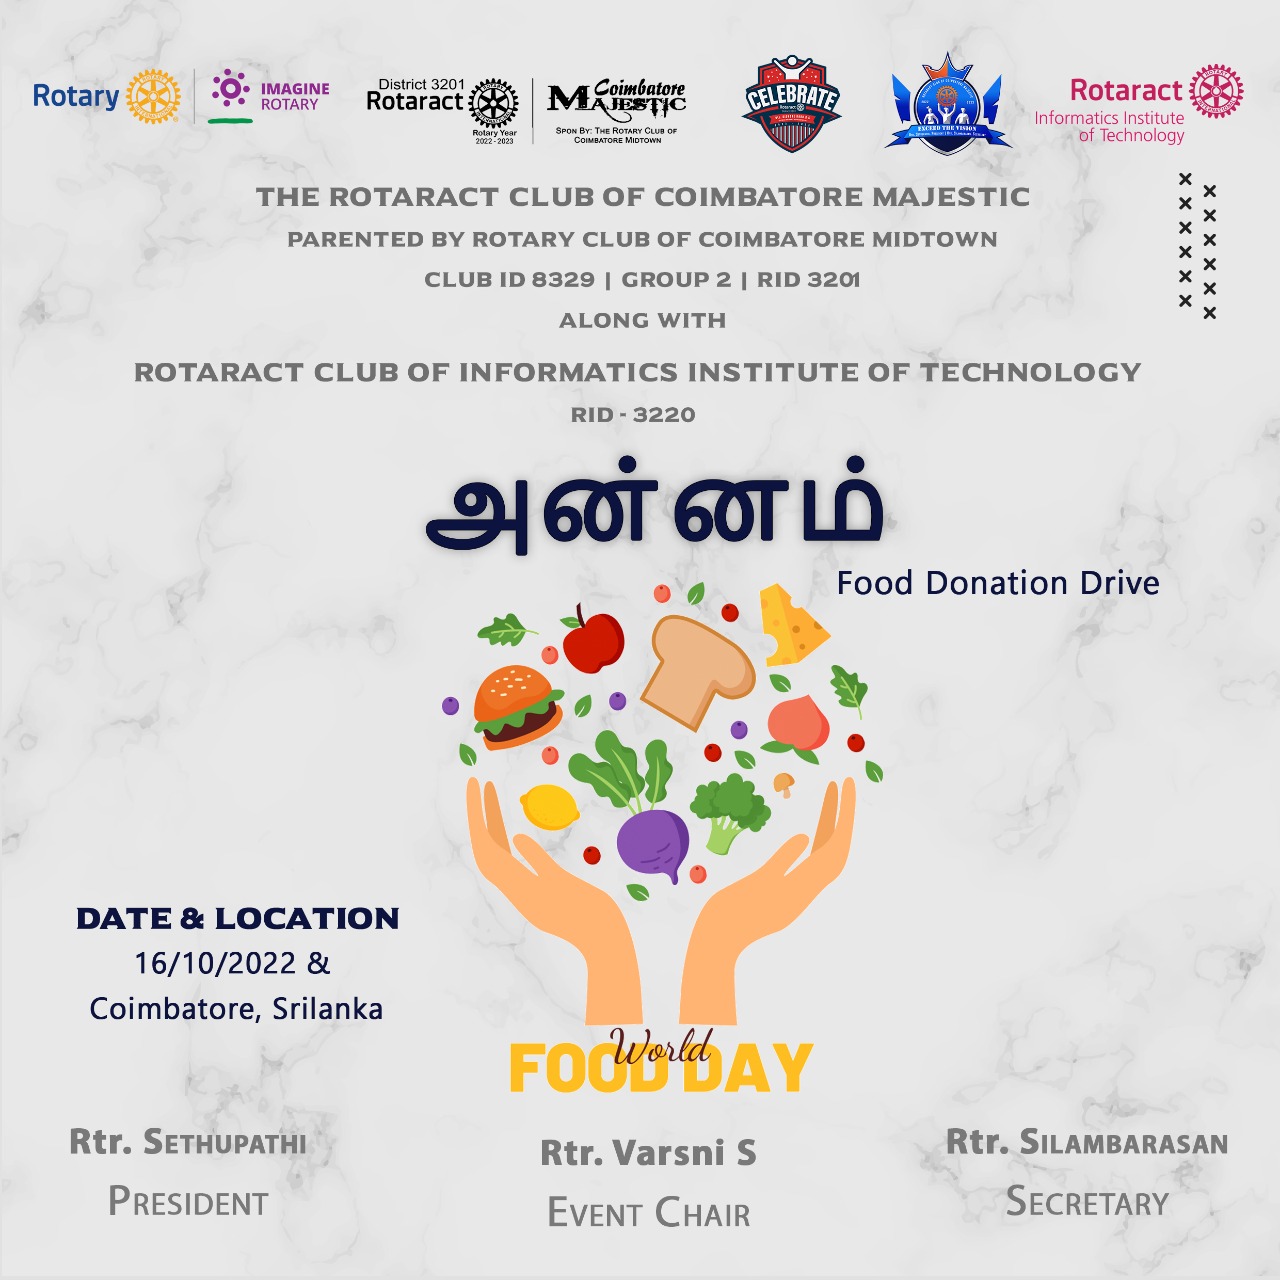 Rotary
IMAGINE
ROTARY
District 3201
Rotaract
Rotary Year
2022 - 2023
Coimbatore
MAJESTIC
SPON BY: THE ROTARY CLUB OF
COIMBATORE MIDTOWN
CELEBRATE
EXCEED THE VISION
Rotaract
Informatics Institute
of Technology
THE ROTARACT CLUB OF COIMBATORE MAJESTIC
PARENTED BY ROTARY CLUB OF COIMBATORE MIDTOWN
CLUB ID 8329 | GROUP 2 | RID 3201
ALONG WITH
ROTARACT CLUB OF INFORMATICS INSTITUTE OF TECHNOLOGY
RID - 3220
அன்னம்
Food Donation Drive
DATE & LOCATION
16/10/2022 &
Coimbatore, Srilanka
World
FOOD DAY
Rtr. SETHUPATHI
PRESIDENT
Rtr. Varsni S
EVENT CHAIR
Rtr. SILAMBARASAN
SECRETARY